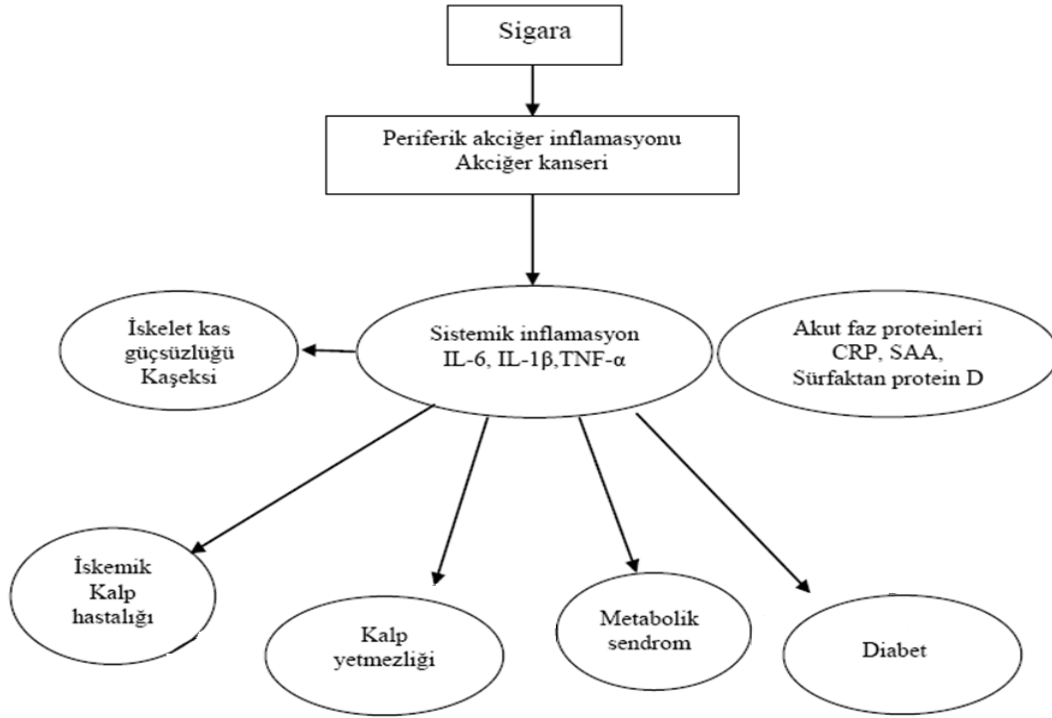 Sigara
Periferik akciğer inflamasyonu
Akciğer kanseri
İskelet kas
güçsüzlüğü
Kaşeksi
Sistemik inflamasyon
IL-6, IL-1β,TNF-α
Akut faz proteinleri
CRP, SAA,
Sürfaktan protein D
İskemik
Kalp
hastalığı
Kalp
yetmezliği
Metabolik
sendrom
Diabet